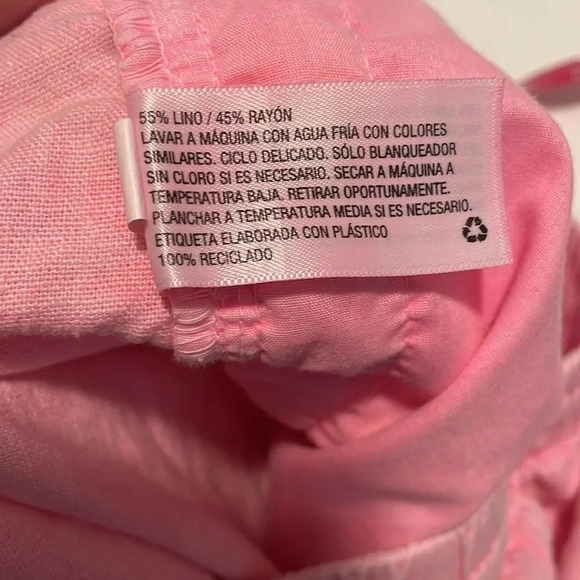 55% LINO / 45% RAYÓN
LAVAR A MÁQUINA CON AGUA FRÍA CON COLORES
SIMILARES. CICLO DELICADO. SÓLO BLANQUEADOR
SIN CLORO SI ES NECESARIO. SECAR A MÁQUINA A
TEMPERATURA BAJA. RETIRAR OPORTUNAMENTE.
PLANCHAR A TEMPERATURA MEDIA SI ES NECESARIO.
ETIQUETA ELABORADA CON PLÁSTICO
100% RECICLADO